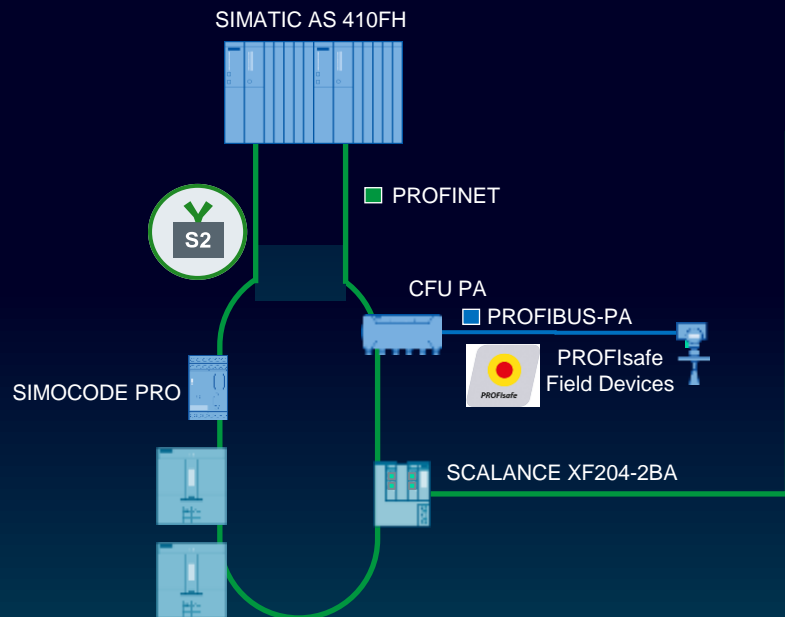 SIMATIC AS 410FH
PROFINET
S2
CFU PA
PROFIBUS-PA
PROFIsafe
Field Devices
PROFIsafe
SIMOCODE PRO
SCALANCE XF204-2BA